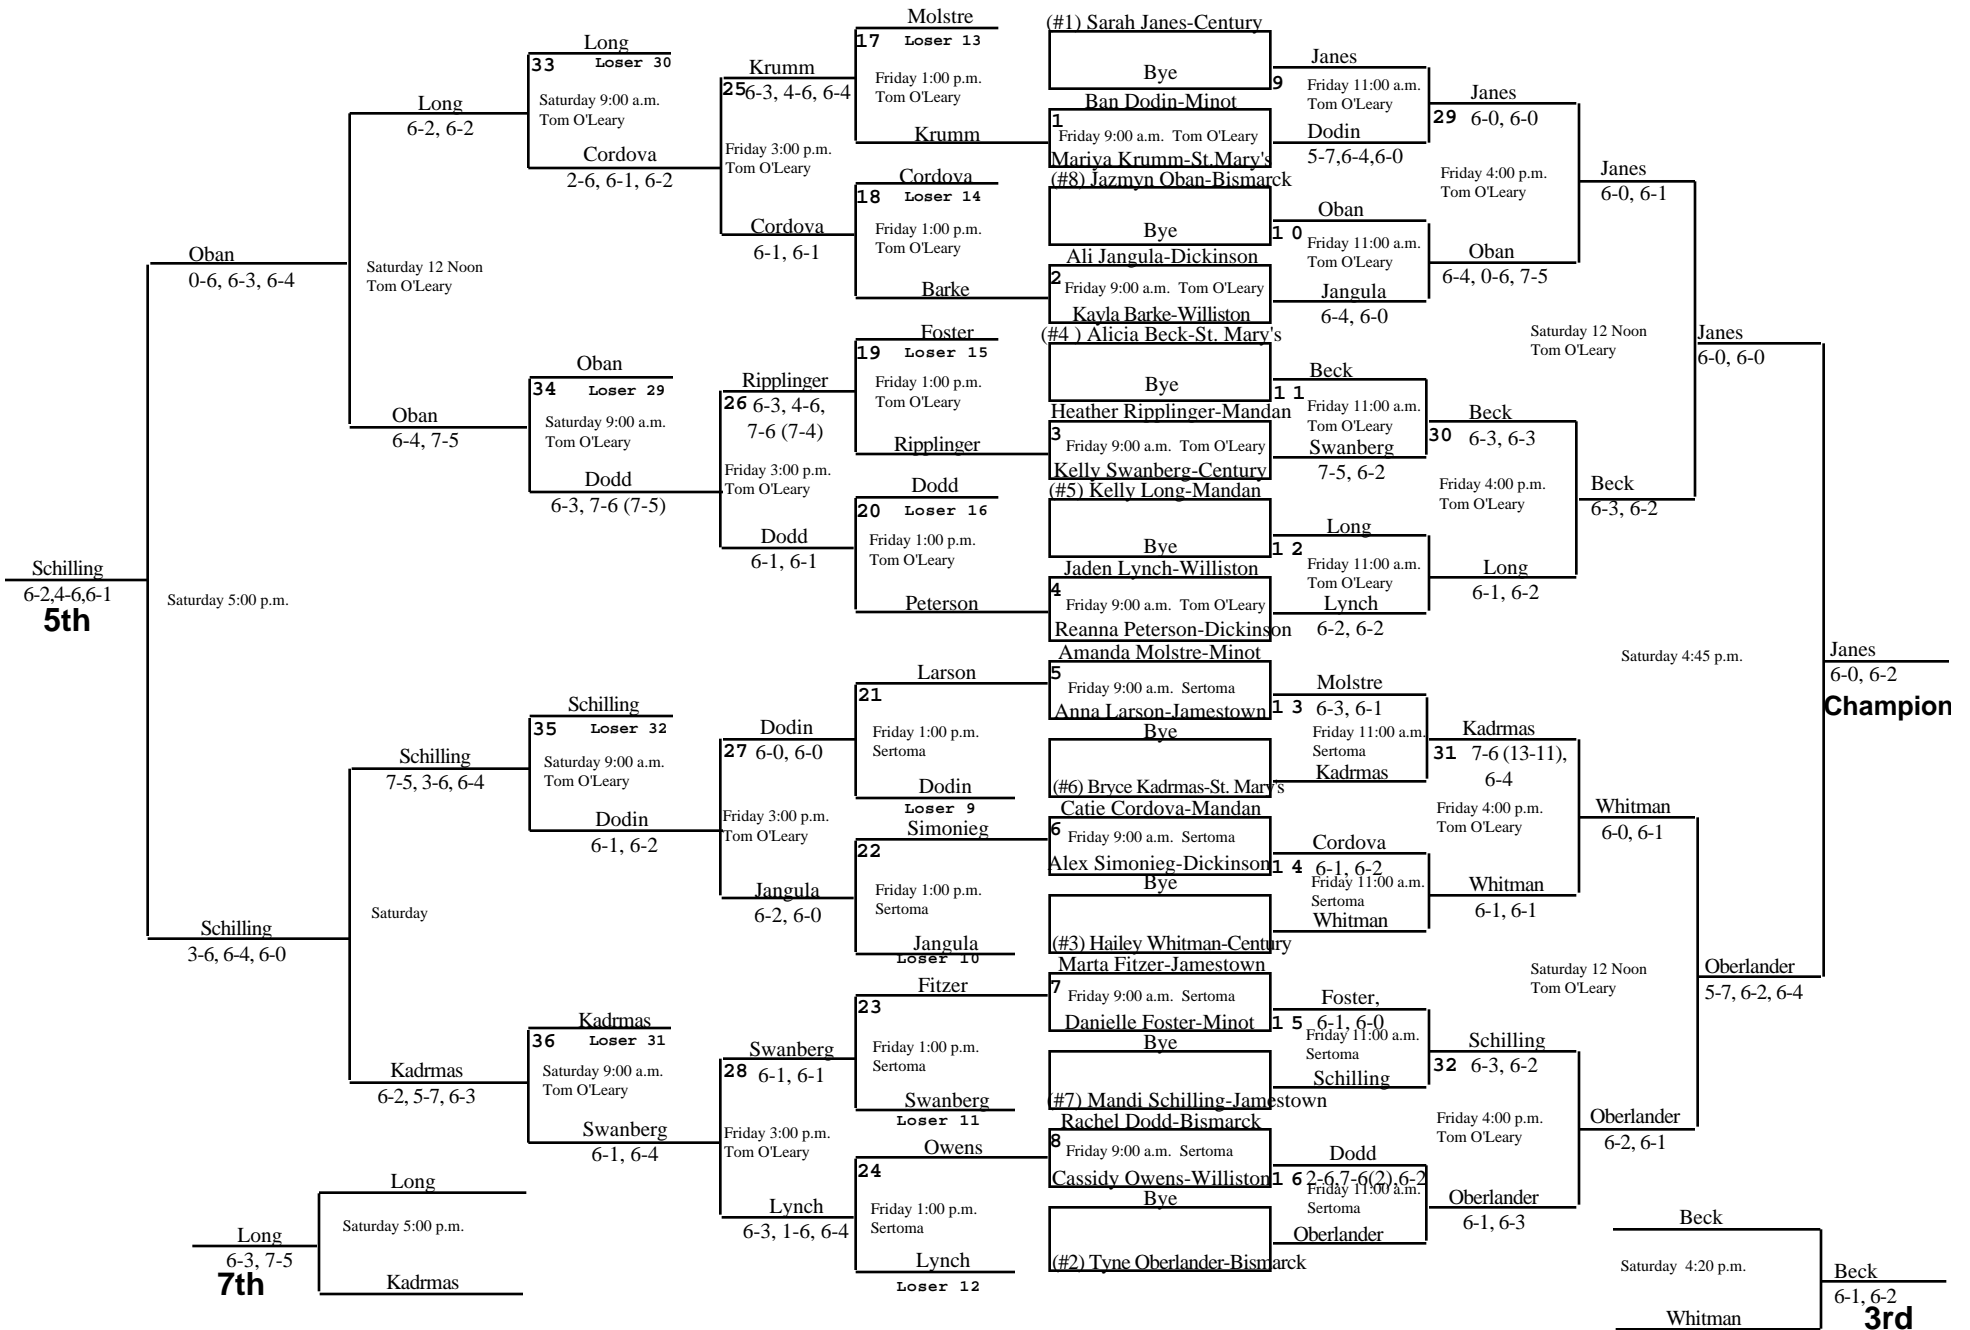 Molstre
17 Loser 13
Friday 1:00 p.m.
Tom O'Leary
Krumm
(#1) Sarah Janes-Century
Bye
Ban Dodin-Minot
1
Friday 9:00 a.m. Tom O'Leary
Mariya Krumm-St.Mary's
Janes
9
Friday 11:00 a.m.
Tom O'Leary
Dodin
5-7,6-4,6-0
Janes
29 6-0, 6-0
Friday 4:00 p.m.
Tom O'Leary
Janes
6-0, 6-1
Long
33 Loser 30
Saturday 9:00 a.m.
Tom O'Leary
Cordova
2-6, 6-1, 6-2
Krumm
25 6-3, 4-6, 6-4
Friday 3:00 p.m.
Tom O'Leary
Cordova
6-1, 6-1
Long
6-2, 6-2
Cordova
18 Loser 14
Friday 1:00 p.m.
Tom O'Leary
Barke
(#8) Jazmyn Oban-Bismarck
Bye
Ali Jangula-Dickinson
2
Friday 9:00 a.m. Tom O'Leary
Kayla Barke-Williston
Oban
10
Friday 11:00 a.m.
Tom O'Leary
Jangula
6-4, 6-0
Oban
6-4, 0-6, 7-5
Oban
0-6, 6-3, 6-4
Saturday 12 Noon
Tom O'Leary
Foster
19 Loser 15
Friday 1:00 p.m.
Tom O'Leary
Ripplinger
(#4 ) Alicia Beck-St. Mary's
Bye
Heather Ripplinger-Mandan
3
Friday 9:00 a.m. Tom O'Leary
Kelly Swanberg-Century
Beck
11
Friday 11:00 a.m.
Tom O'Leary
Swanberg
7-5, 6-2
Beck
30 6-3, 6-3
Friday 4:00 p.m.
Tom O'Leary
Beck
6-3, 6-2
Saturday 12 Noon
Tom O'Leary
Janes
6-0, 6-0
Oban
34 Loser 29
Saturday 9:00 a.m.
Tom O'Leary
Dodd
6-3, 7-6 (7-5)
Ripplinger
26 6-3, 4-6,
7-6 (7-4)
Friday 3:00 p.m.
Tom O'Leary
Dodd
6-1, 6-1
Oban
6-4, 7-5
Dodd
20 Loser 16
Friday 1:00 p.m.
Tom O'Leary
Peterson
(#5) Kelly Long-Mandan
Bye
Jaden Lynch-Williston
4
Friday 9:00 a.m. Tom O'Leary
Reanna Peterson-Dickinson
Long
12
Friday 11:00 a.m.
Tom O'Leary
Lynch
6-2, 6-2
Long
6-1, 6-2
Schilling
6-2,4-6,6-1
5th
Saturday 5:00 p.m.
Saturday 4:45 p.m.
Janes
6-0, 6-2
Champion
Larson
21
Friday 1:00 p.m.
Sertoma
Dodin
Loser 9
Amanda Molstre-Minot
5
Friday 9:00 a.m. Sertoma
Anna Larson-Jamestown
Bye
(#6) Bryce Kadrmas-St. Mary's
Molstre
13 6-3, 6-1
Friday 11:00 a.m.
Sertoma
Kadrmas
Kadrmas
31 7-6 (13-11),
6-4
Friday 4:00 p.m.
Tom O'Leary
Whitman
6-0, 6-1
Schilling
35 Loser 32
Saturday 9:00 a.m.
Tom O'Leary
Dodin
6-1, 6-2
Dodin
27 6-0, 6-0
Friday 3:00 p.m.
Tom O'Leary
Jangula
6-2, 6-0
Schilling
7-5, 3-6, 6-4
Simonieg
22
Friday 1:00 p.m.
Sertoma
Jangula
Loser 10
Catie Cordova-Mandan
6
Friday 9:00 a.m. Sertoma
Alex Simonieg-Dickinson
Bye
(#3) Hailey Whitman-Century
Cordova
14 6-1, 6-2
Friday 11:00 a.m.
Sertoma
Whitman
Whitman
6-1, 6-1
Schilling
3-6, 6-4, 6-0
Saturday
Fitzer
23
Friday 1:00 p.m.
Sertoma
Swanberg
Loser 11
Marta Fitzer-Jamestown
7
Friday 9:00 a.m. Sertoma
Danielle Foster-Minot
Bye
(#7) Mandi Schilling-Jamestown
Foster,
15 6-1, 6-0
Friday 11:00 a.m.
Sertoma
Schilling
Schilling
32 6-3, 6-2
Friday 4:00 p.m.
Tom O'Leary
Oberlander
6-2, 6-1
Saturday 12 Noon
Tom O'Leary
Oberlander
5-7, 6-2, 6-4
Kadrmas
36 Loser 31
Saturday 9:00 a.m.
Tom O'Leary
Swanberg
6-1, 6-4
Swanberg
28 6-1, 6-1
Friday 3:00 p.m.
Tom O'Leary
Lynch
6-3, 1-6, 6-4
Kadrmas
6-2, 5-7, 6-3
Owens
24
Friday 1:00 p.m.
Sertoma
Lynch
Loser 12
Rachel Dodd-Bismarck
8
Friday 9:00 a.m. Sertoma
Cassidy Owens-Williston
Bye
(#2) Tyne Oberlander-Bismarck
Dodd
16 2-6,7-6(2),6-2
Friday 11:00 a.m.
Sertoma
Oberlander
Oberlander
6-1, 6-3
Long
Saturday 5:00 p.m.
Kadrmas
Long
6-3, 7-5
7th
Beck
Saturday 4:20 p.m.
Whitman
Beck
6-1, 6-2
3rd